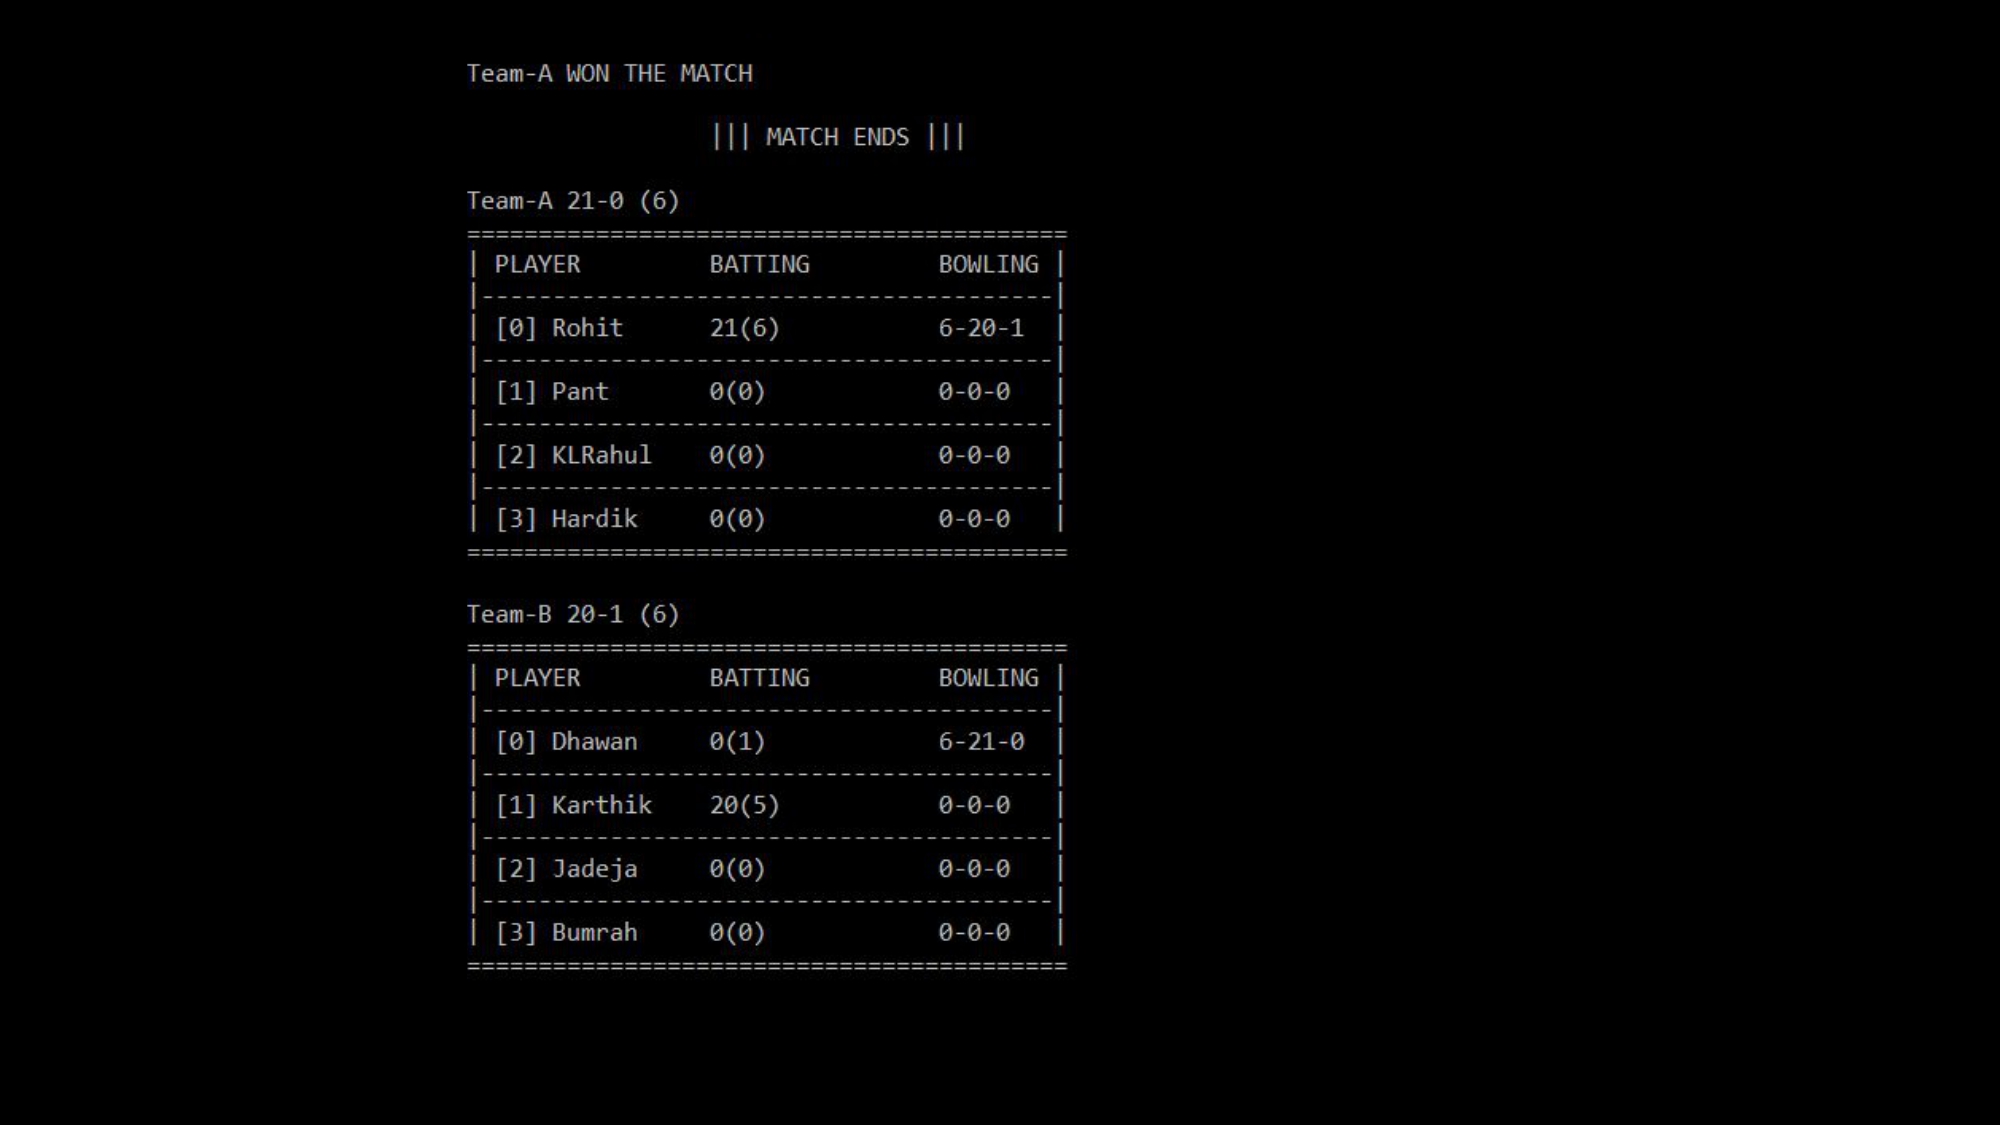 Team-A WON THE MATCH
||| MATCH ENDS |||
Team-A 21-0 (6)
==========================================
| PLAYER         BATTING         BOWLING |
|----------------------------------------|
| [0] Rohit      21(6)           6-20-1  |
|----------------------------------------|
| [1] Pant       0(0)            0-0-0   |
|----------------------------------------|
| [2] KLRahul    0(0)            0-0-0   |
|----------------------------------------|
| [3] Hardik     0(0)            0-0-0   |
==========================================
Team-B 20-1 (6)
==========================================
| PLAYER         BATTING         BOWLING |
|----------------------------------------|
| [0] Dhawan     0(1)            6-21-0  |
|----------------------------------------|
| [1] Karthik    20(5)           0-0-0   |
|----------------------------------------|
| [2] Jadeja     0(0)            0-0-0   |
|----------------------------------------|
| [3] Bumrah     0(0)            0-0-0   |
==========================================